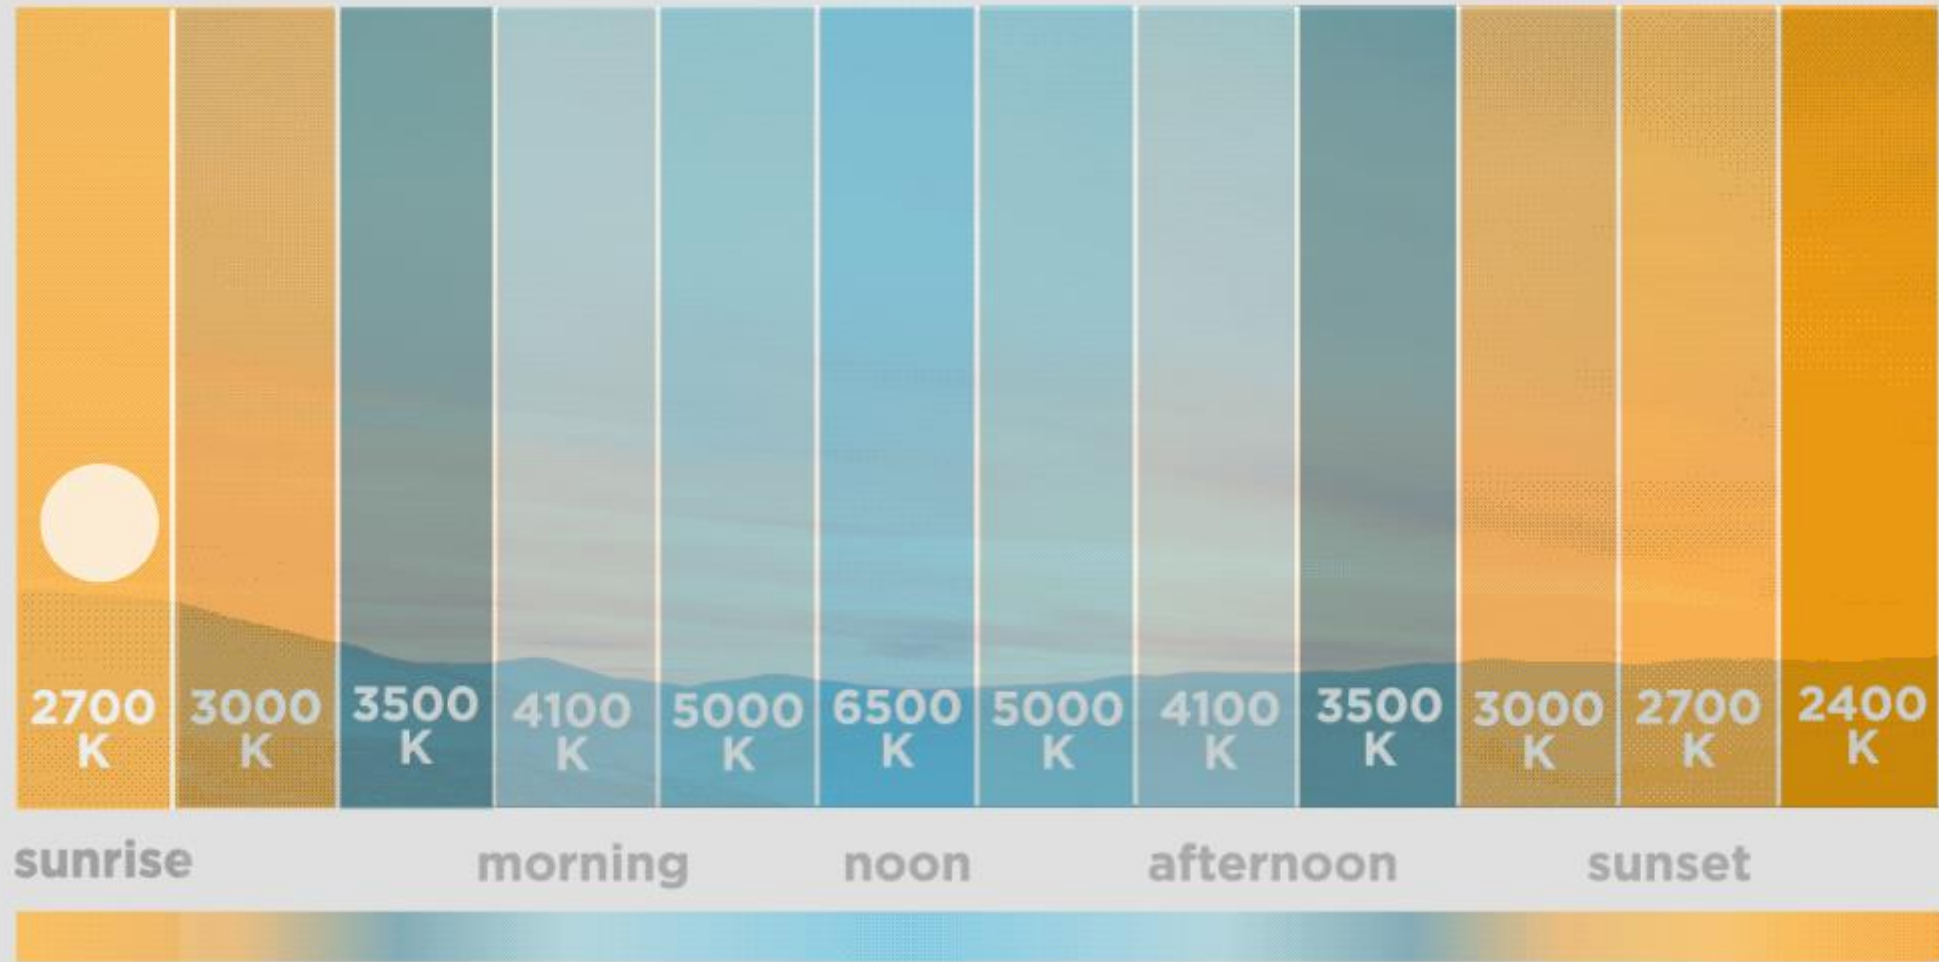 2700 3000 3500 4100 5000 6500 5000 4100 3500 3000 2700 2400
K K K K K K K K K K K K
sunrise morning noon afternoon sunset